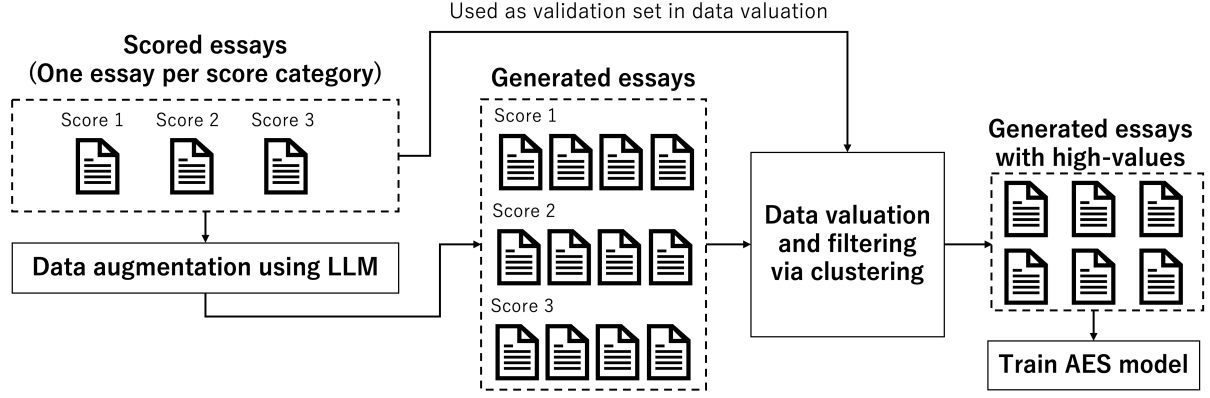 Used as validation set in data valuation
Scored essays
(One essay per score category)
Score 1 Score 2 Score 3
Data augmentation using LLM
Generated essays
Score 1
Score 2
Score 3
Data valuation
and filtering
via clustering
Generated essays
with high-values
Train AES model